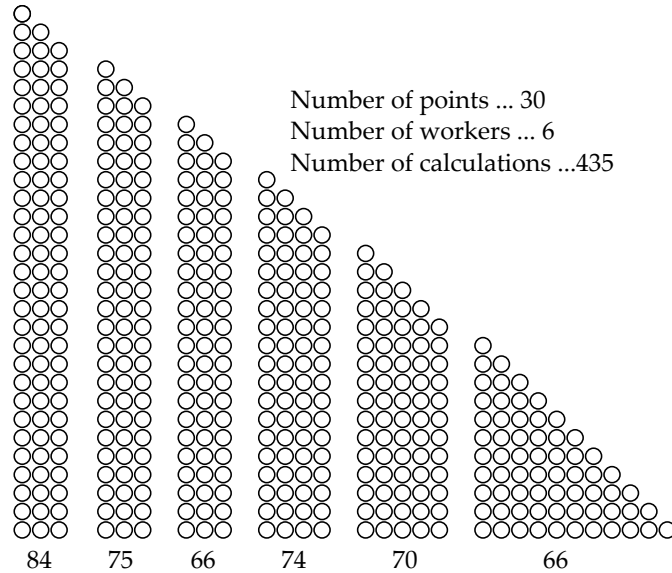 Number of points ... 30
Number of workers ... 6
Number of calculations ...435
84 75 66 74 70 66